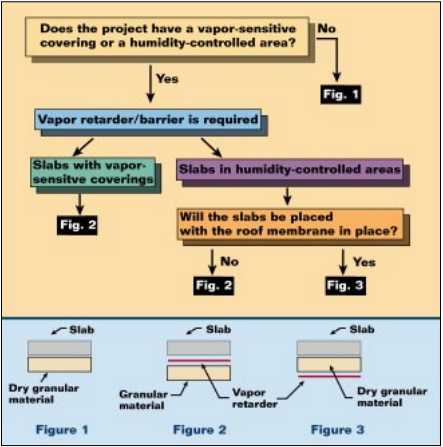 Does the project have a vapor-sensitive
covering or a humidity-controlled area?
No
Yes
Fig. 1
Vapor retarder/barrier is required
Slabs with vapor-
sensitve coverings
Slabs in humidity-controlled areas
Fig. 2
Will the slabs be placed
with the roof membrane in place?
No
Yes
Fig. 2
Fig. 3
Slab
Slab
Slab
Dry granular
material
Granular
material
Vapor
retarder
Dry granular
material
Figure 1
Figure 2
Figure 3